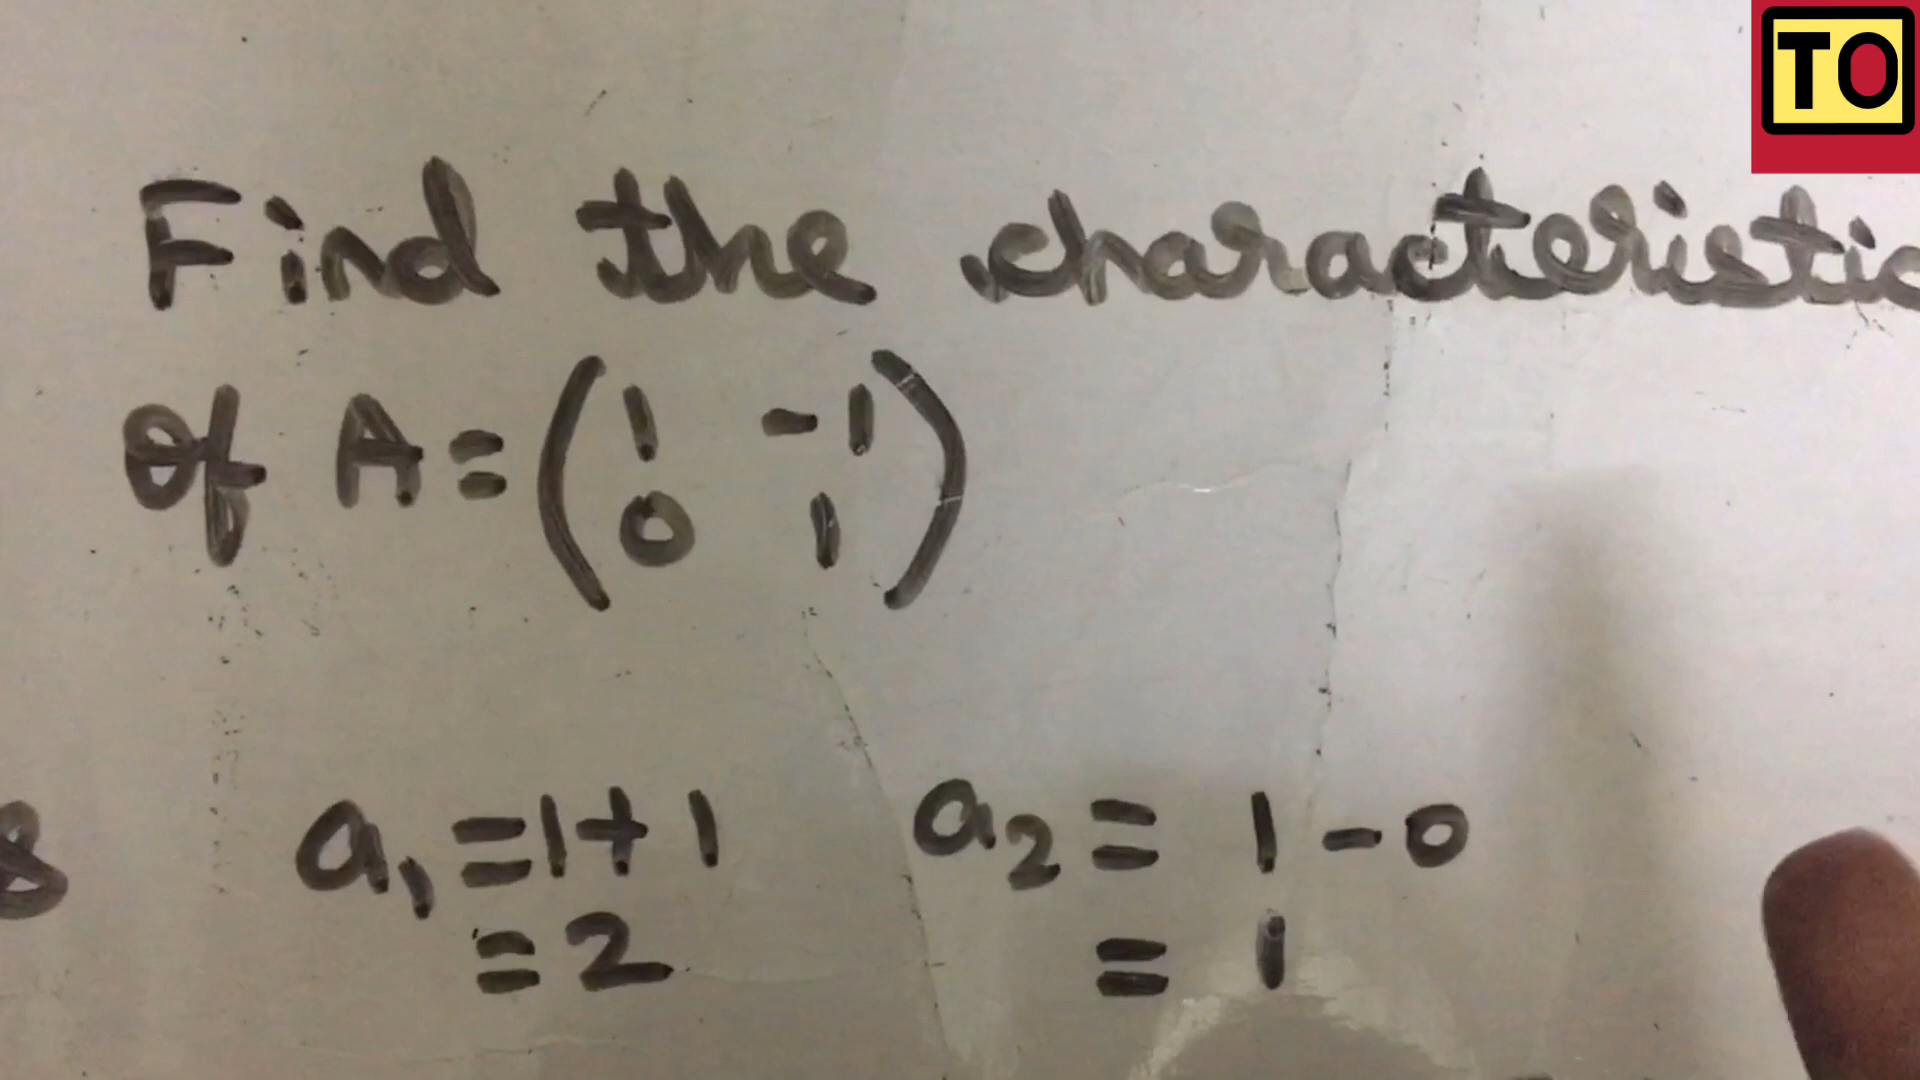 TO
Find the characteristic
of A = ( 1 -1
0 1 )
a₁ = 1 + 1 a₂ = 1 - 0
= 2 = 1